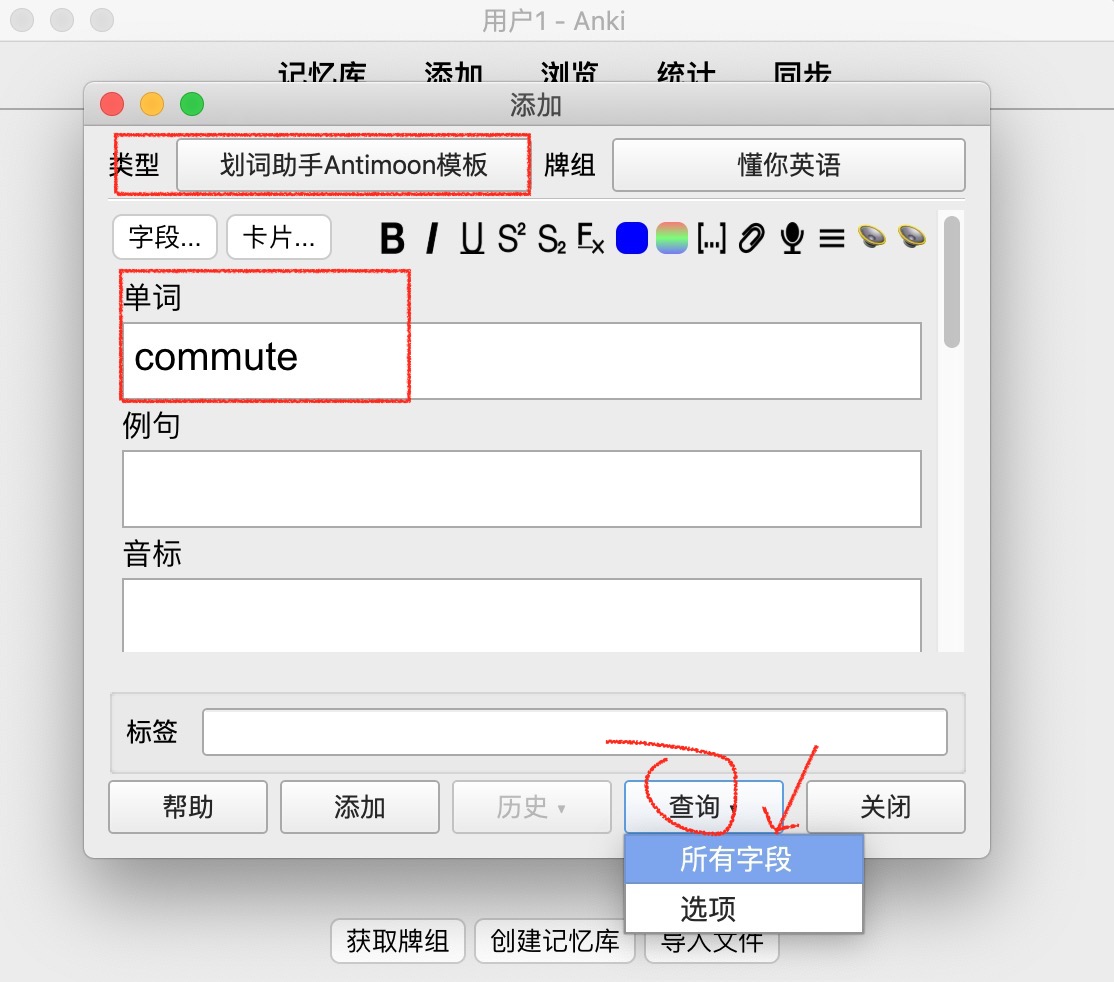 用户1 - Anki
记忆库 添加 浏览 统计 同步
添加
类型 划词助手Antimoon模板 牌组 懂你英语
字段... 卡片... B I U S² S₂ Fx [...]
单词
commute
例句
音标
标签
帮助 添加 历史 ▾ 查询 关闭
所有字段
选项
获取牌组 创建记忆库 导入文件